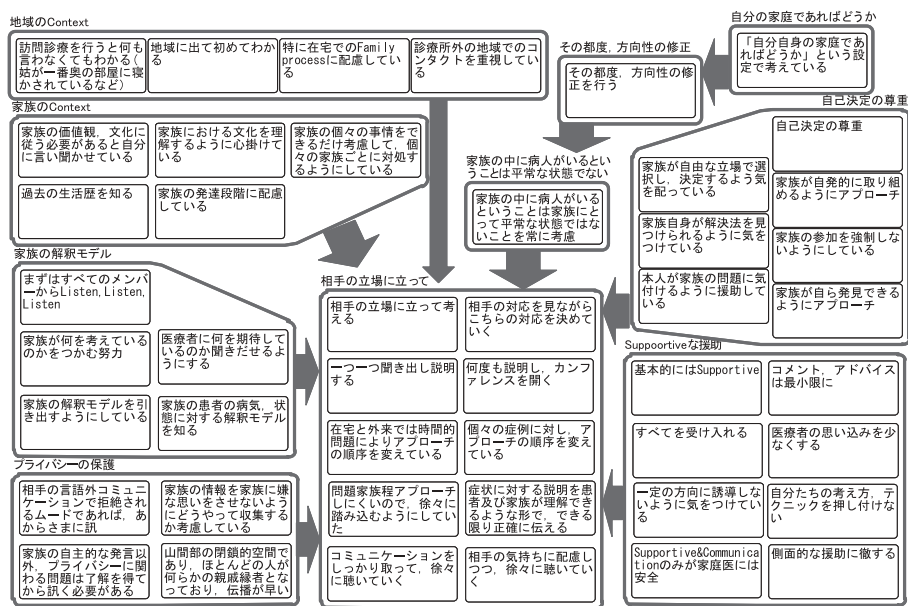 地域のContext
訪問診療を行うと何も
言わなくてもわかる(
姑が一番奥の部屋に寝
かされているなど)
地域に出て初めてわか
る
特に在宅でのFamily
processに配慮してい
る
診療所外の地域でのコ
ンタクトを重視してい
る
自分の家庭であればどうか
「自分自身の家庭であ
ればどうか」という設
定で考えている
その都度，方向性の修正
その都度，方向性の修
正を行う
家族のContext
家族の価値観，文化に
従う必要があると自分
に言い聞かせている
家族における文化を理
解するように心掛けて
いる
家族の個々の事情をで
きるだけ考慮して，個
々の家族ごとに対処す
るようにしている
過去の生活歴を知る
家族の発達段階に配慮
している
家族の中に病人がいるとい
うことは平常な状態でない
家族の中に病人がいる
ということは家族にと
って平常な状態ではな
いことを常に考慮
自己決定の尊重
自己決定の尊重
家族が自由な立場で選
択し，決定するよう気
を配っている
家族が自発的に取り組
めるようにアプローチ
家族自身が解決法を見
つけられるように気を
つけている
家族の参加を強制しな
いようにしている
本人が家族の問題に気
付けるように援助して
いる
家族が自ら発見できる
ようにアプローチ
家族の解釈モデル
まずはすべてのメンバ
ーからListen,Listen,
Listen
家族が何を考えている
のかをつかむ努力
医療者に何を期待して
いるのか聞きだせるよ
うにする
家族の解釈モデルを引
き出すようにしている
家族の患者の病気，状
態に対する解釈モデル
を知る
相手の立場に立って
相手の立場に立って考
える
相手の対応を見ながら
こちらの対応を決めて
いく
一つ一つ聞き出し説明
する
何度も説明し，カンフ
ァレンスを開く
在宅と外来では時間的
問題によりアプローチ
の順序を変えている
個々の症例に対し，ア
プローチの順序を変え
ている
問題家族程アプローチ
しにくいので，徐々に
踏み込むようにしていた
症状に対する説明を患
者及び家族が理解でき
るような形で，できる
限り正確に伝える
コミュニケーションを
しっかり取って，徐々
に聴いていく
相手の気持ちに配慮し
つつ，徐々に聴いてい
く
Suppoortiveな援助
基本的にはSupportive
コメント，アドバイス
は最小限に
すべてを受け入れる
医療者の思い込みを少
なくする
一定の方向に誘導しな
いように気をつけている
自分たちの考え方，テ
クニックを押し付けな
い
Supportive&Communica
tionのみが家庭医には
安全
側面的な援助に徹する
プライバシーの保護
相手の言語外コミュニ
ケーションで拒絶され
るムードであれば，あ
からさまに訊
家族の情報を家族に嫌
な思いをさせないよう
にどうやって収集する
か考慮している
家族の自主的な発言以
外，プライバシーに関
わる問題は了解を得て
から訊く必要がある
山間部の閉鎖的空間で
あり，ほとんどの人が
何らかの親戚縁者とな
っており，伝播が早い